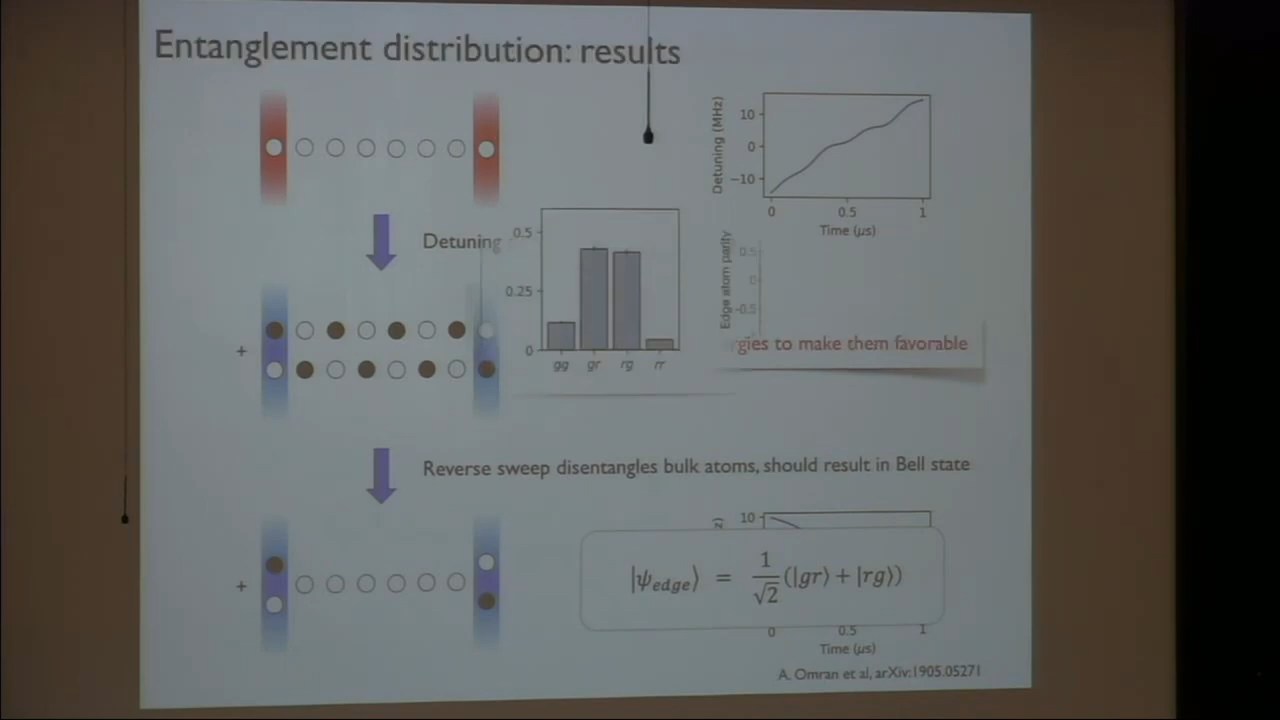 Entanglement distribution: results
Detuning (MHz)
10
0
−10
0
0.5
1
Time (μs)
Detuning
0.5
0.25
0
gg
gr
rg
rr
Edge atom parity
0.5
0
-0.5
gies to make them favorable
+
Reverse sweep disentangles bulk atoms, should result in Bell state
10
z)
+
|ψedge⟩ = 1/√2 (|gr⟩ + |rg⟩)
0
0.5
1
Time (μs)
A. Omran et al, arXiv:1905.05271